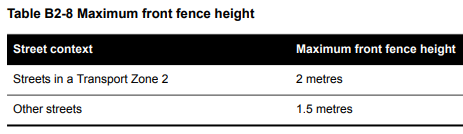 Table B2-8 Maximum front fence height
Street context Maximum front fence height
Streets in a Transport Zone 2 2 metres
Other streets 1.5 metres